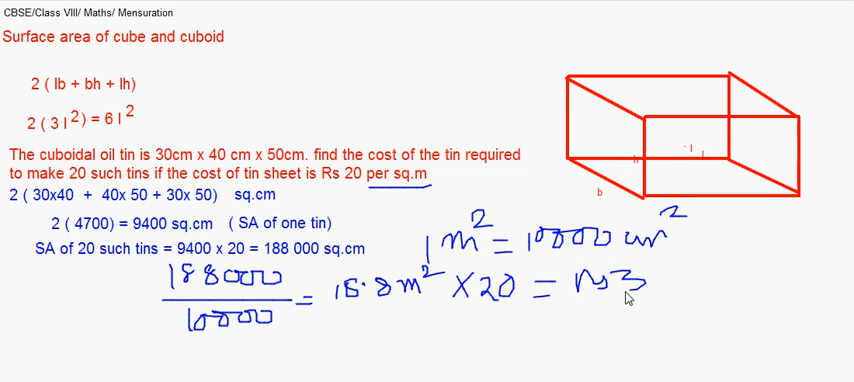 CBSE/Class VIII/ Maths/ Mensuration
Surface area of cube and cuboid
2 ( lb + bh + lh)
2 ( 3 l²) = 6 l²
The cuboidal oil tin is 30cm x 40 cm x 50cm. find the cost of the tin required
to make 20 such tins if the cost of tin sheet is Rs 20 per sq.m
2 ( 30x40 + 40x 50 + 30x 50) sq.cm
2 ( 4700) = 9400 sq.cm ( SA of one tin)
SA of 20 such tins = 9400 x 20 = 188 000 sq.cm
1 m² = 10000 cm²
188000
10000
= 18.8m² x 20 = Rs 3
h
l
b